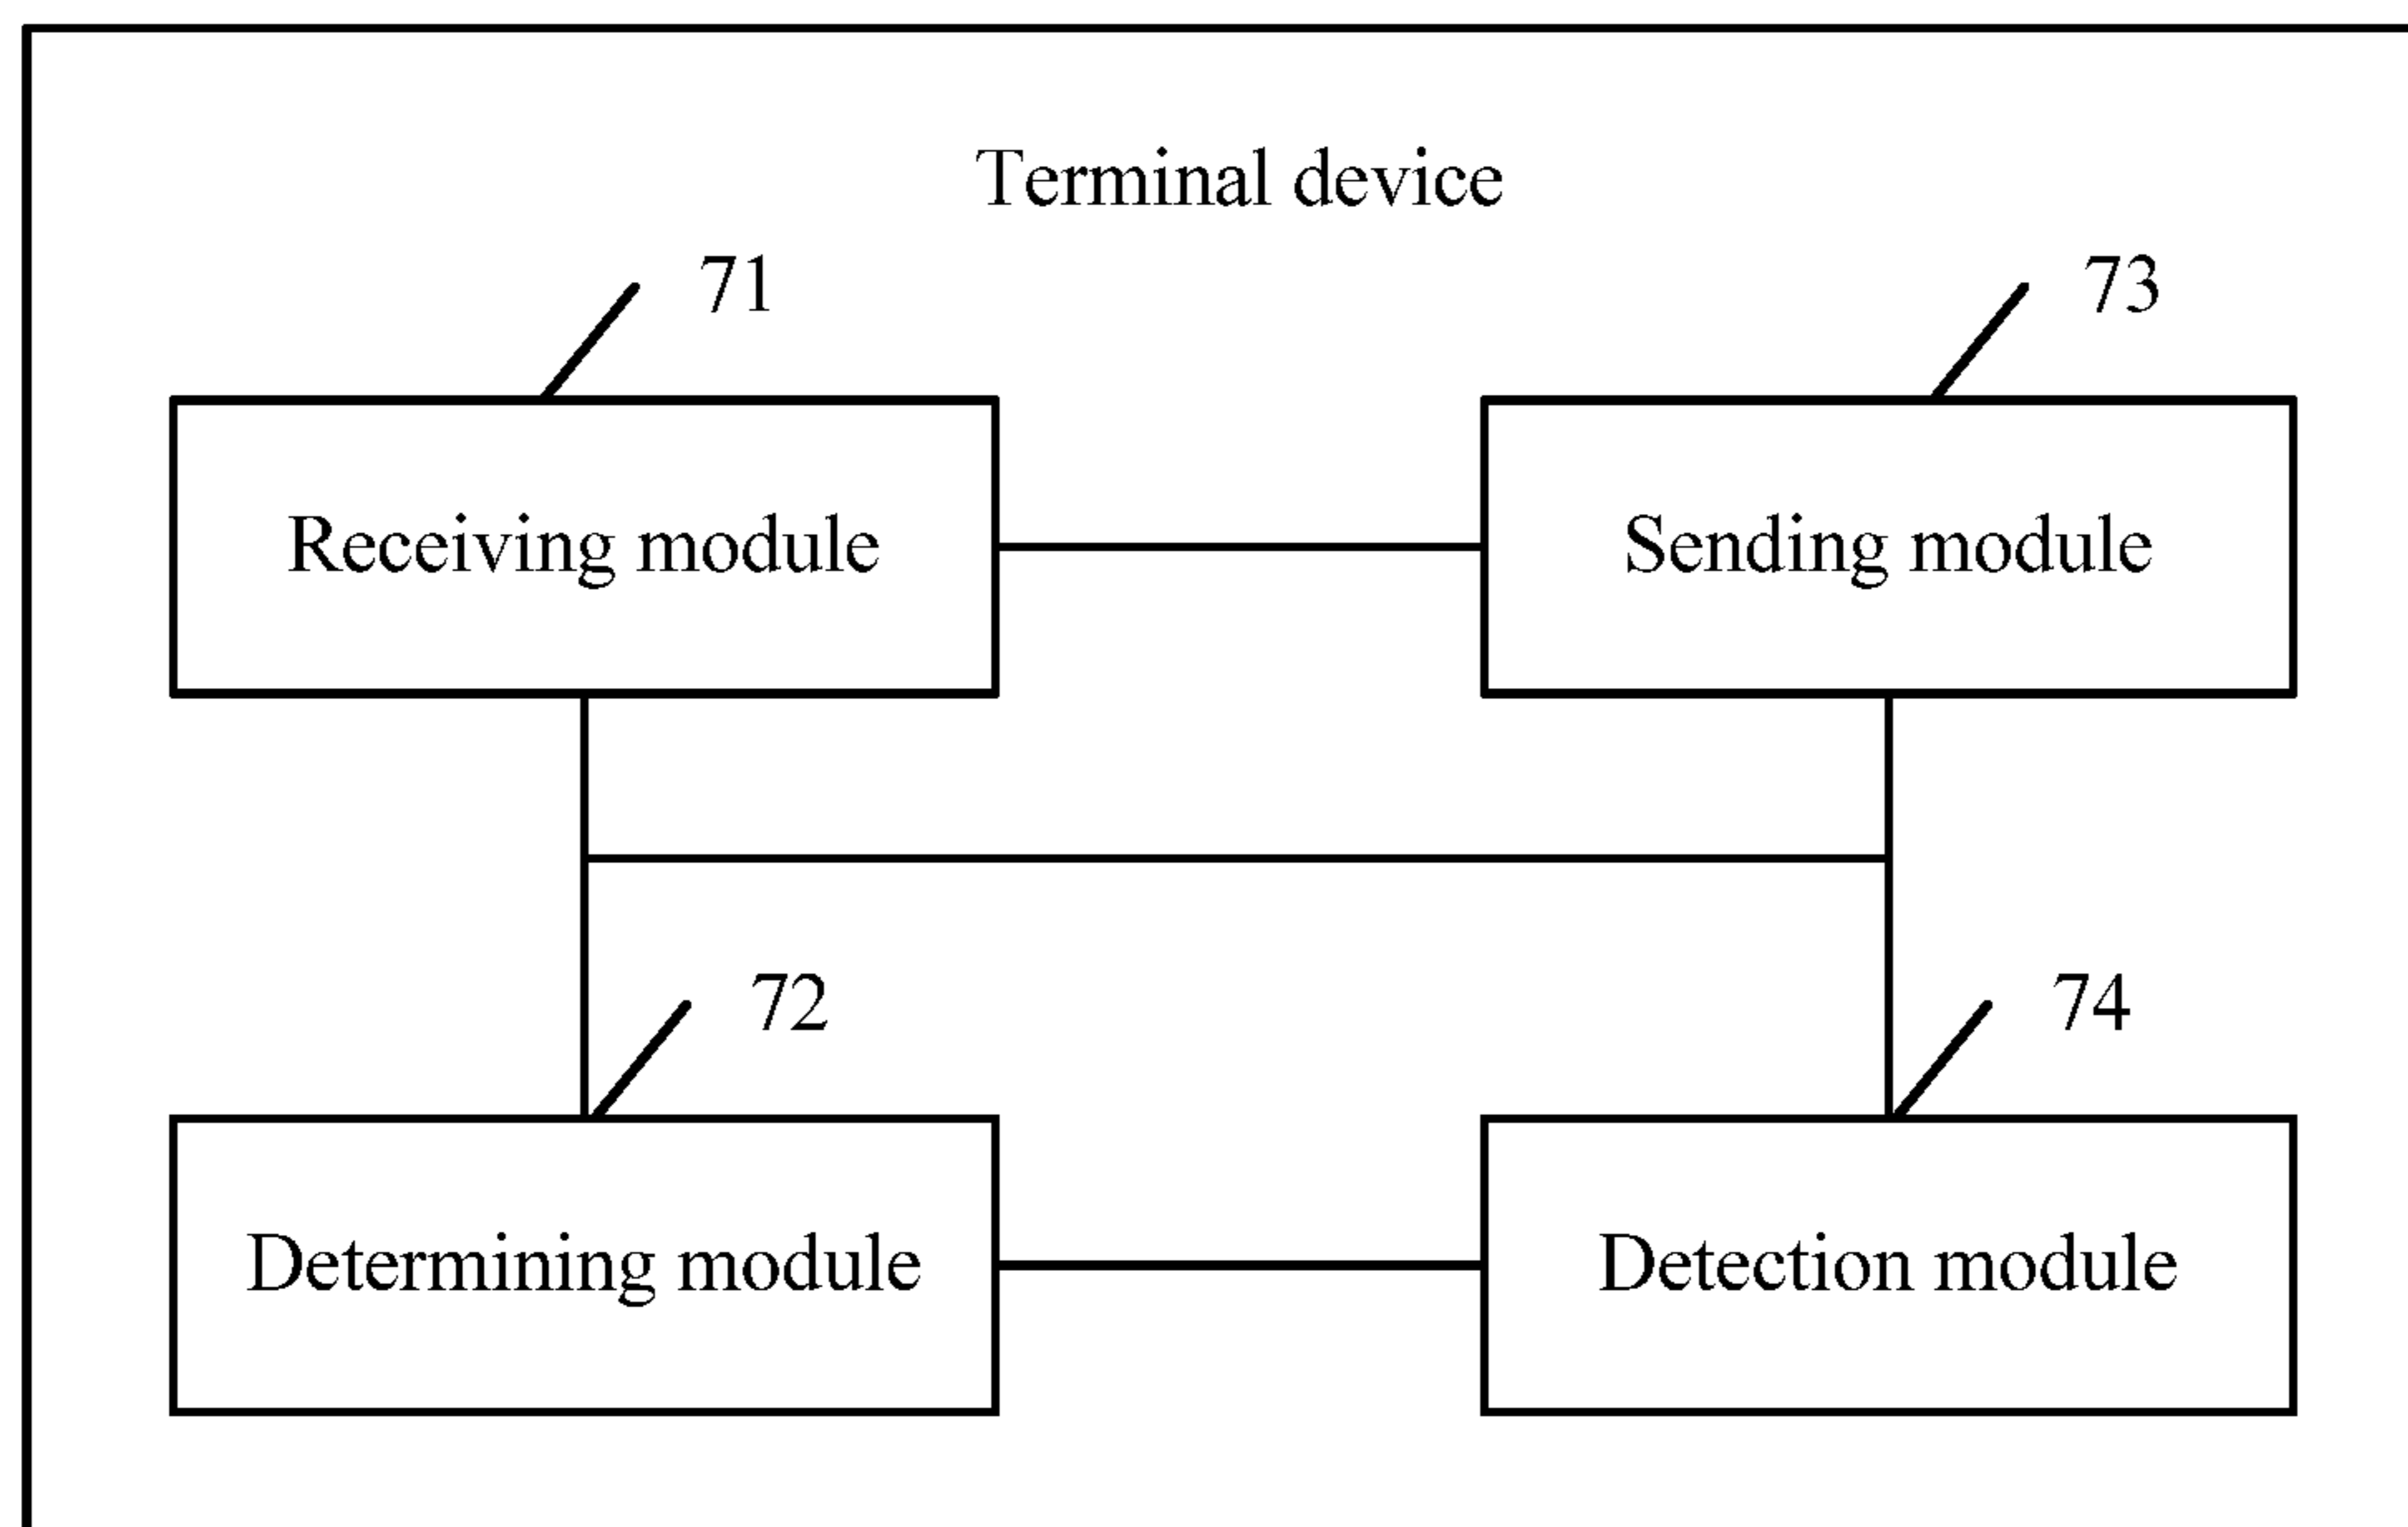 Terminal device
71
73
Receiving module
Sending module
72
74
Determining module
Detection module